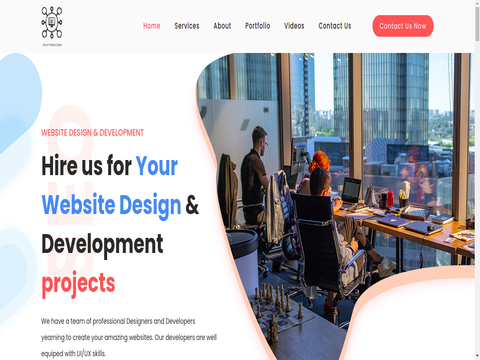 Home Services About Portfolio Videos Contact Us Contact Us Now
WEBSITE DESIGN & DEVELOPMENT
Hire us for Your
Website Design &
Development
projects
We have a team of professional Designers and Developers
yearning to create your amazing websites. Our developers are well
equiped with UI/UX skills.